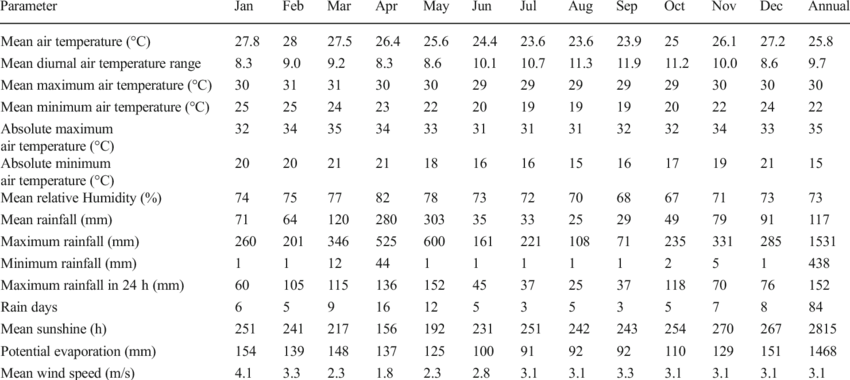 Parameter Jan Feb Mar Apr May Jun Jul Aug Sep Oct Nov Dec Annual
Mean air temperature (°C) 27.8 28 27.5 26.4 25.6 24.4 23.6 23.6 23.9 25 26.1 27.2 25.8
Mean diurnal air temperature range 8.3 9.0 9.2 8.3 8.6 10.1 10.7 11.3 11.9 11.2 10.0 8.6 9.7
Mean maximum air temperature (°C) 30 31 31 30 30 29 29 29 29 29 30 30 30
Mean minimum air temperature (°C) 25 25 24 23 22 20 19 19 19 20 22 24 22
Absolute maximum 32 34 35 34 33 31 31 31 32 32 34 33 35
air temperature (°C)
Absolute minimum 20 20 21 21 18 16 16 15 16 17 19 21 15
air temperature (°C)
Mean relative Humidity (%) 74 75 77 82 78 73 72 70 68 67 71 73 73
Mean rainfall (mm) 71 64 120 280 303 35 33 25 29 49 79 91 117
Maximum rainfall (mm) 260 201 346 525 600 161 221 108 71 235 331 285 1531
Minimum rainfall (mm) 1 1 12 44 1 1 1 1 1 2 5 1 438
Maximum rainfall in 24 h (mm) 60 105 115 136 152 45 37 25 37 118 70 76 152
Rain days 6 5 9 16 12 5 3 5 3 5 7 8 84
Mean sunshine (h) 251 241 217 156 192 231 251 242 243 254 270 267 2815
Potential evaporation (mm) 154 139 148 137 125 100 91 92 92 110 129 151 1468
Mean wind speed (m/s) 4.1 3.3 2.3 1.8 2.3 2.8 3.1 3.1 3.3 3.1 3.1 3.1 3.1